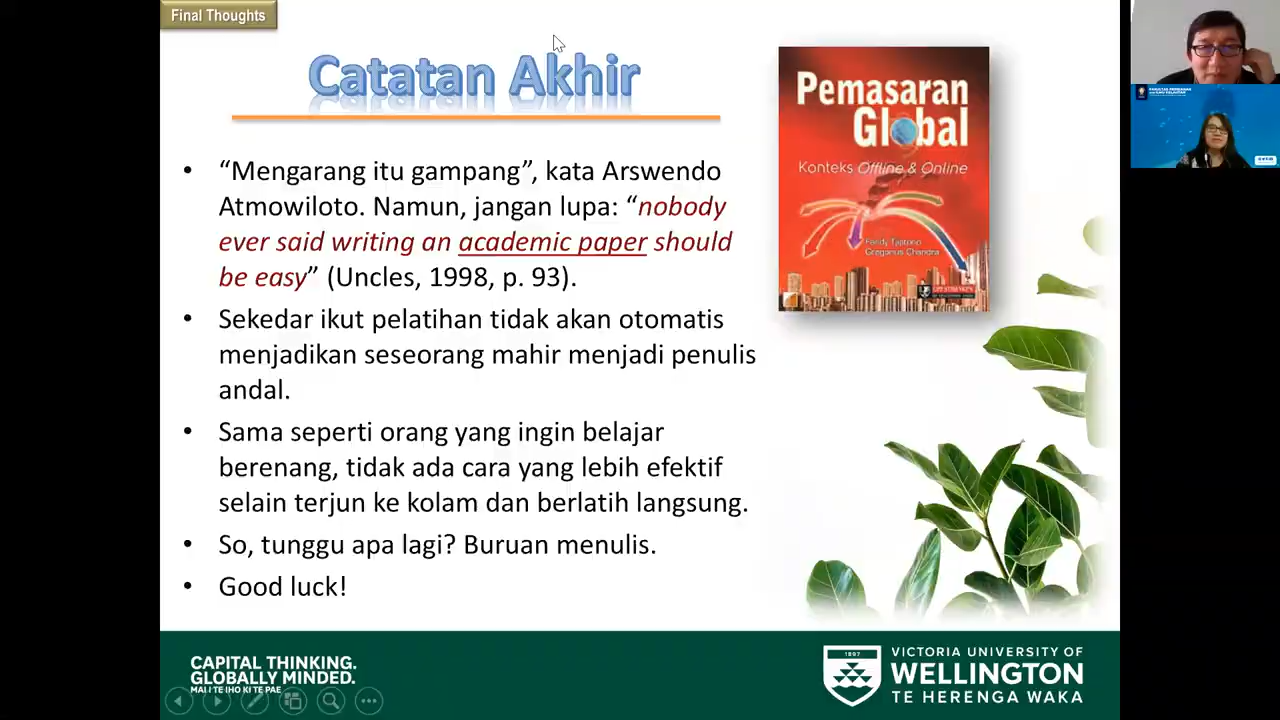 Final Thoughts
Catatan Akhir
• “Mengarang itu gampang”, kata Arswendo
Atmowiloto. Namun, jangan lupa: “nobody
ever said writing an academic paper should
be easy” (Uncles, 1998, p. 93).
• Sekedar ikut pelatihan tidak akan otomatis
menjadikan seseorang mahir menjadi penulis
andal.
• Sama seperti orang yang ingin belajar
berenang, tidak ada cara yang lebih efektif
selain terjun ke kolam dan berlatih langsung.
• So, tunggu apa lagi? Buruan menulis.
• Good luck!
Pemasaran
Global
Konteks Offline & Online
Fandy Tjiptono
Gregorius Chandra
CAPITAL THINKING.
GLOBALLY MINDED.
MAI I TE IHO KI TE PAE
1897
VICTORIA UNIVERSITY OF
WELLINGTON
TE HERENGA WAKA